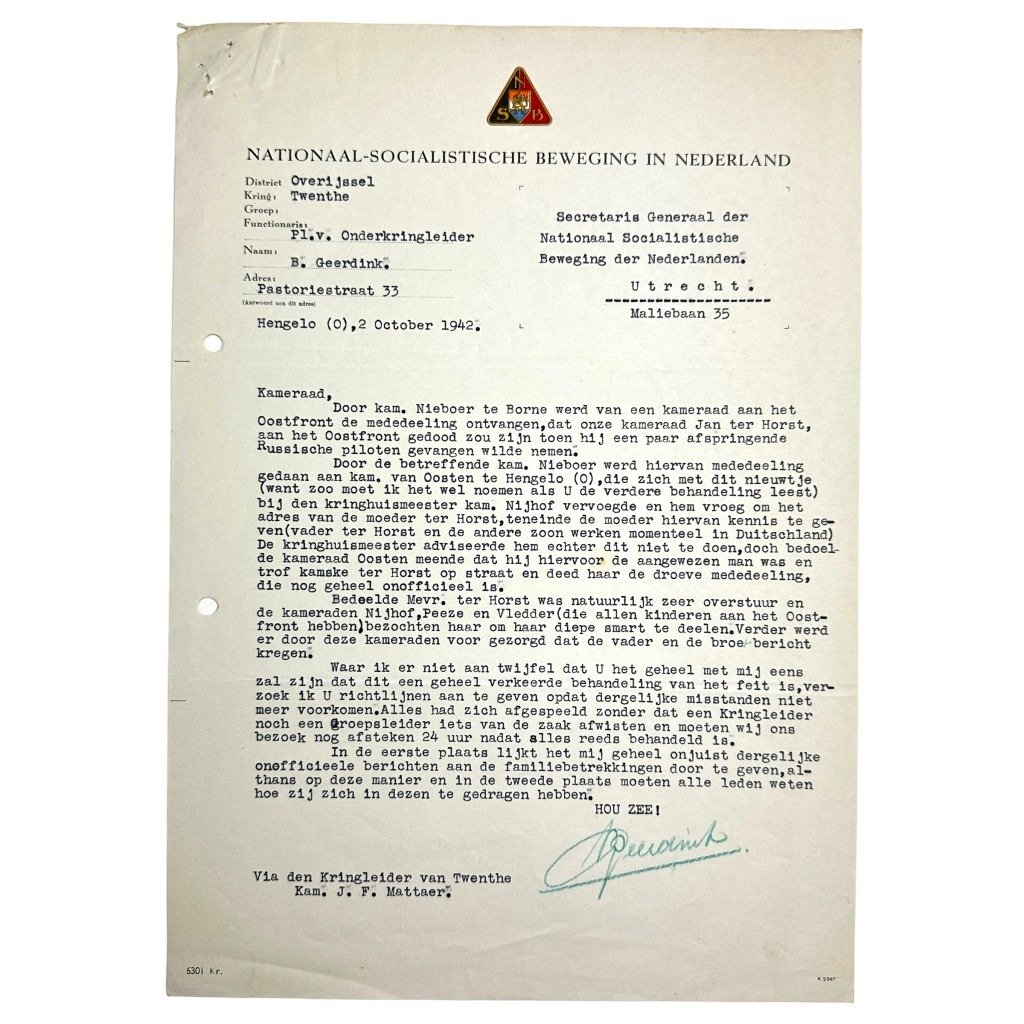 N
S B
NATIONAAL-SOCIALISTISCHE BEWEGING IN NEDERLAND
District Overijssel
Kring: Twenthe
Groep:
Functionaris:
Pl.v. Onderkringleider
Naam:
B. Geerdink.
Adres:
Pastoriestraat 33
(Antwoord aan dit adres)
Hengelo (O),2 October 1942.
Secretaris Generaal der
Nationaal Socialistische
Beweging der Nederlanden.
Utrecht.
Maliebaan 35
Kameraad,
Door kam. Nieboer te Borne werd van een kameraad aan het
Oostfront de mededeeling ontvangen,dat onze kameraad Jan ter Horst,
aan het Oostfront gedood zou zijn toen hij een paar afspringende
Russische piloten gevangen wilde nemen.
Door de betreffende kam. Nieboer werd hiervan mededeeling
gedaan aan kam. van Oosten te Hengelo (O),die zich met dit nieuwtje
(want zoo moet ik het wel noemen als U de verdere behandeling leest)
bij den kringhuismeester kam. Nijhof vervoegde en hem vroeg om het
adres van de moeder ter Horst,teneinde de moeder hiervan kennis te ge-
ven(vader ter Horst en de andere zoon werken momenteel in Duitschland)
De kringhuismeester adviseerde hem echter dit niet te doen,doch bedoel-
de kameraad Oosten meende dat hij hiervoor de aangewezen man was en
trof kamske ter Horst op straat en deed haar de droeve mededeeling,
die nog geheel onofficieel is.
Bedeelde Mevr. ter Horst was natuurlijk zeer overstuur en
de kameraden Nijhof,Peeze en Vledder(die allen kinderen aan het Oost-
front hebben)bezochten haar om haar diepe smart te deelen.Verder werd
er door deze kameraden voor gezorgd dat de vader en de broe bericht
kregen.
Waar ik er niet aan twijfel dat U het geheel met mij eens
zal zijn dat dit een geheel verkeerde behandeling van het feit is,ver-
zoek ik U richtlijnen aan te geven opdat dergelijke misstanden niet
meer voorkomen.Alles had zich afgespeeld zonder dat een Kringleider
noch een Groepsleider iets van de zaak afwisten en moeten wij ons
bezoek nog afsteken 24 uur nadat alles reeds behandeld is.
In de eerste plaats lijkt het mij geheel onjuist dergelijke
onofficieele berichten aan de familiebetrekkingen door te geven,al-
thans op deze manier en in de tweede plaats moeten alle leden weten
hoe zij zich in dezen te gedragen hebben.
HOU ZEE!
BGeerdink
Via den Kringleider van Twenthe
Kam. J. F. Mattaer.
6301 Kr.
K 2347